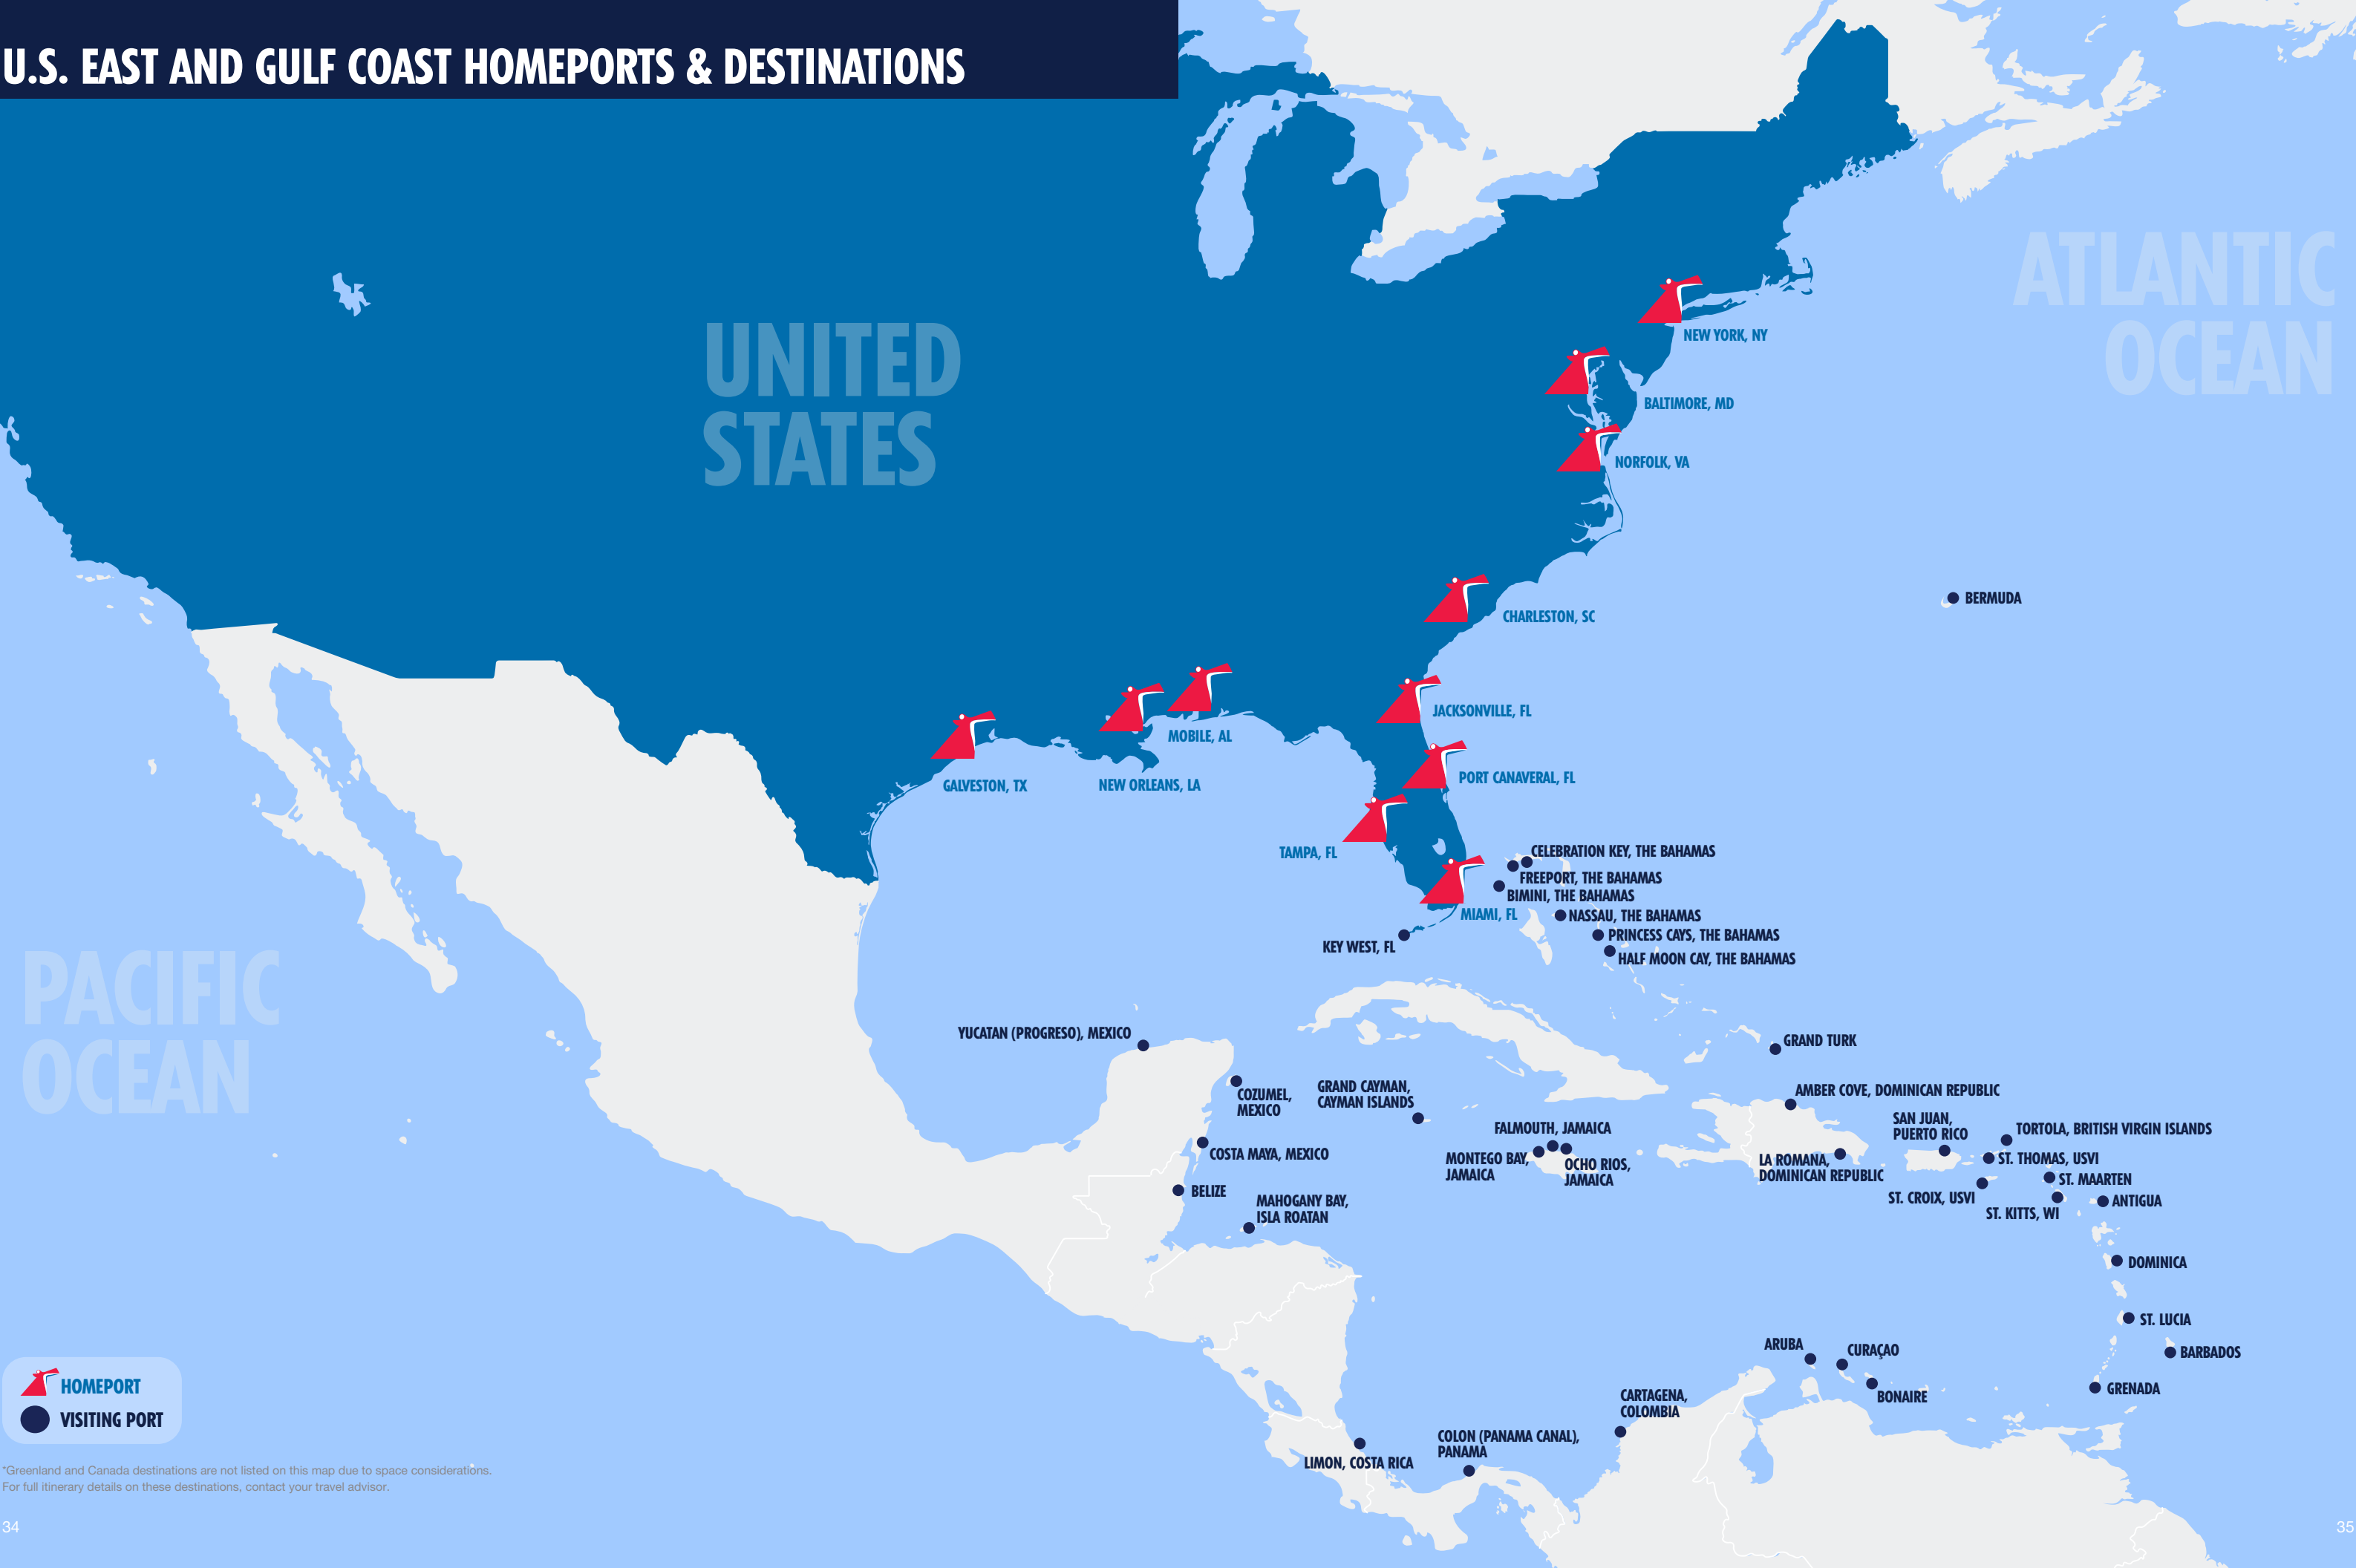 U.S. EAST AND GULF COAST HOMEPORTS & DESTINATIONS
UNITED
STATES
ATLANTIC
OCEAN
NEW YORK, NY
BALTIMORE, MD
NORFOLK, VA
CHARLESTON, SC
BERMUDA
JACKSONVILLE, FL
MOBILE, AL
PORT CANAVERAL, FL
GALVESTON, TX
NEW ORLEANS, LA
TAMPA, FL
CELEBRATION KEY, THE BAHAMAS
FREEPORT, THE BAHAMAS
BIMINI, THE BAHAMAS
MIAMI, FL
NASSAU, THE BAHAMAS
PRINCESS CAYS, THE BAHAMAS
KEY WEST, FL
HALF MOON CAY, THE BAHAMAS
PACIFIC
OCEAN
YUCATAN (PROGRESO), MEXICO
GRAND TURK
COZUMEL,
MEXICO
GRAND CAYMAN,
CAYMAN ISLANDS
AMBER COVE, DOMINICAN REPUBLIC
FALMOUTH, JAMAICA
SAN JUAN,
PUERTO RICO
TORTOLA, BRITISH VIRGIN ISLANDS
COSTA MAYA, MEXICO
MONTEGO BAY,
JAMAICA
OCHO RIOS,
JAMAICA
LA ROMANA,
DOMINICAN REPUBLIC
ST. THOMAS, USVI
ST. MAARTEN
BELIZE
MAHOGANY BAY,
ISLA ROATAN
ST. CROIX, USVI
ST. KITTS, WI
ANTIGUA
DOMINICA
ST. LUCIA
ARUBA
CURAÇAO
BARBADOS
BONAIRE
GRENADA
CARTAGENA,
COLOMBIA
COLON (PANAMA CANAL),
PANAMA
LIMON, COSTA RICA
HOMEPORT
VISITING PORT
*Greenland and Canada destinations are not listed on this map due to space considerations.
For full itinerary details on these destinations, contact your travel advisor.
34
35